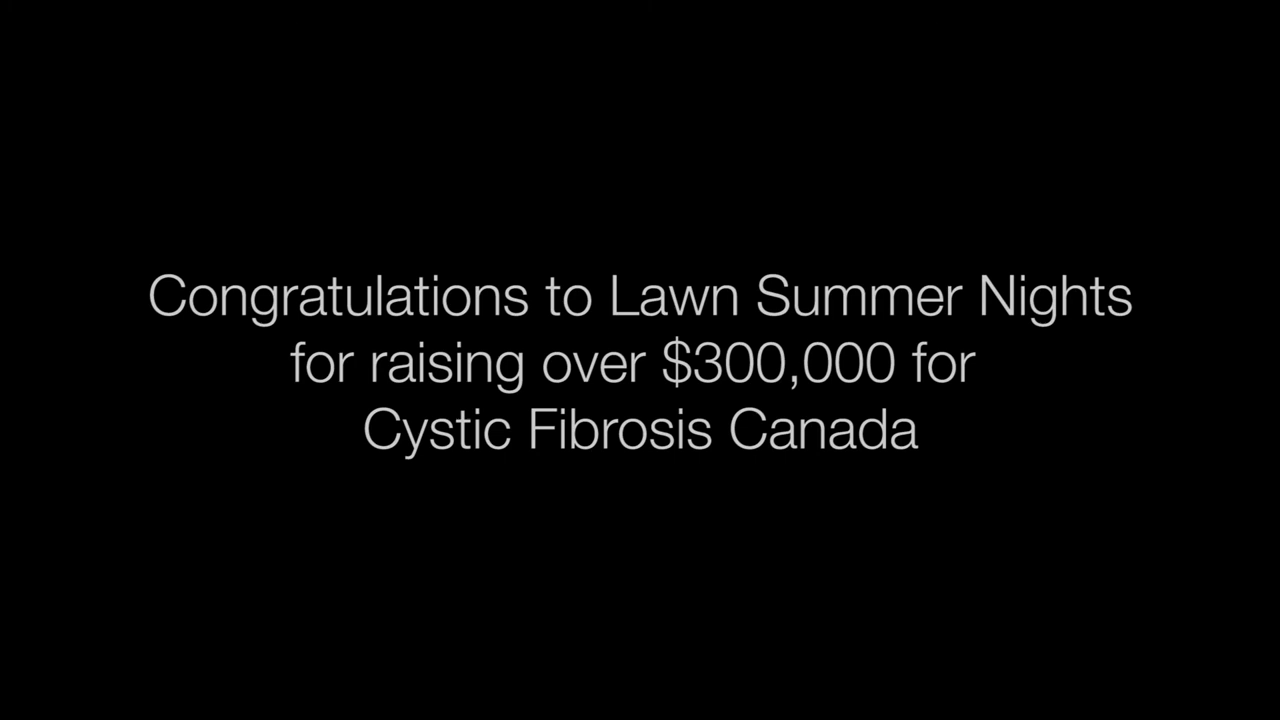 Congratulations to Lawn Summer Nights
for raising over $300,000 for
Cystic Fibrosis Canada